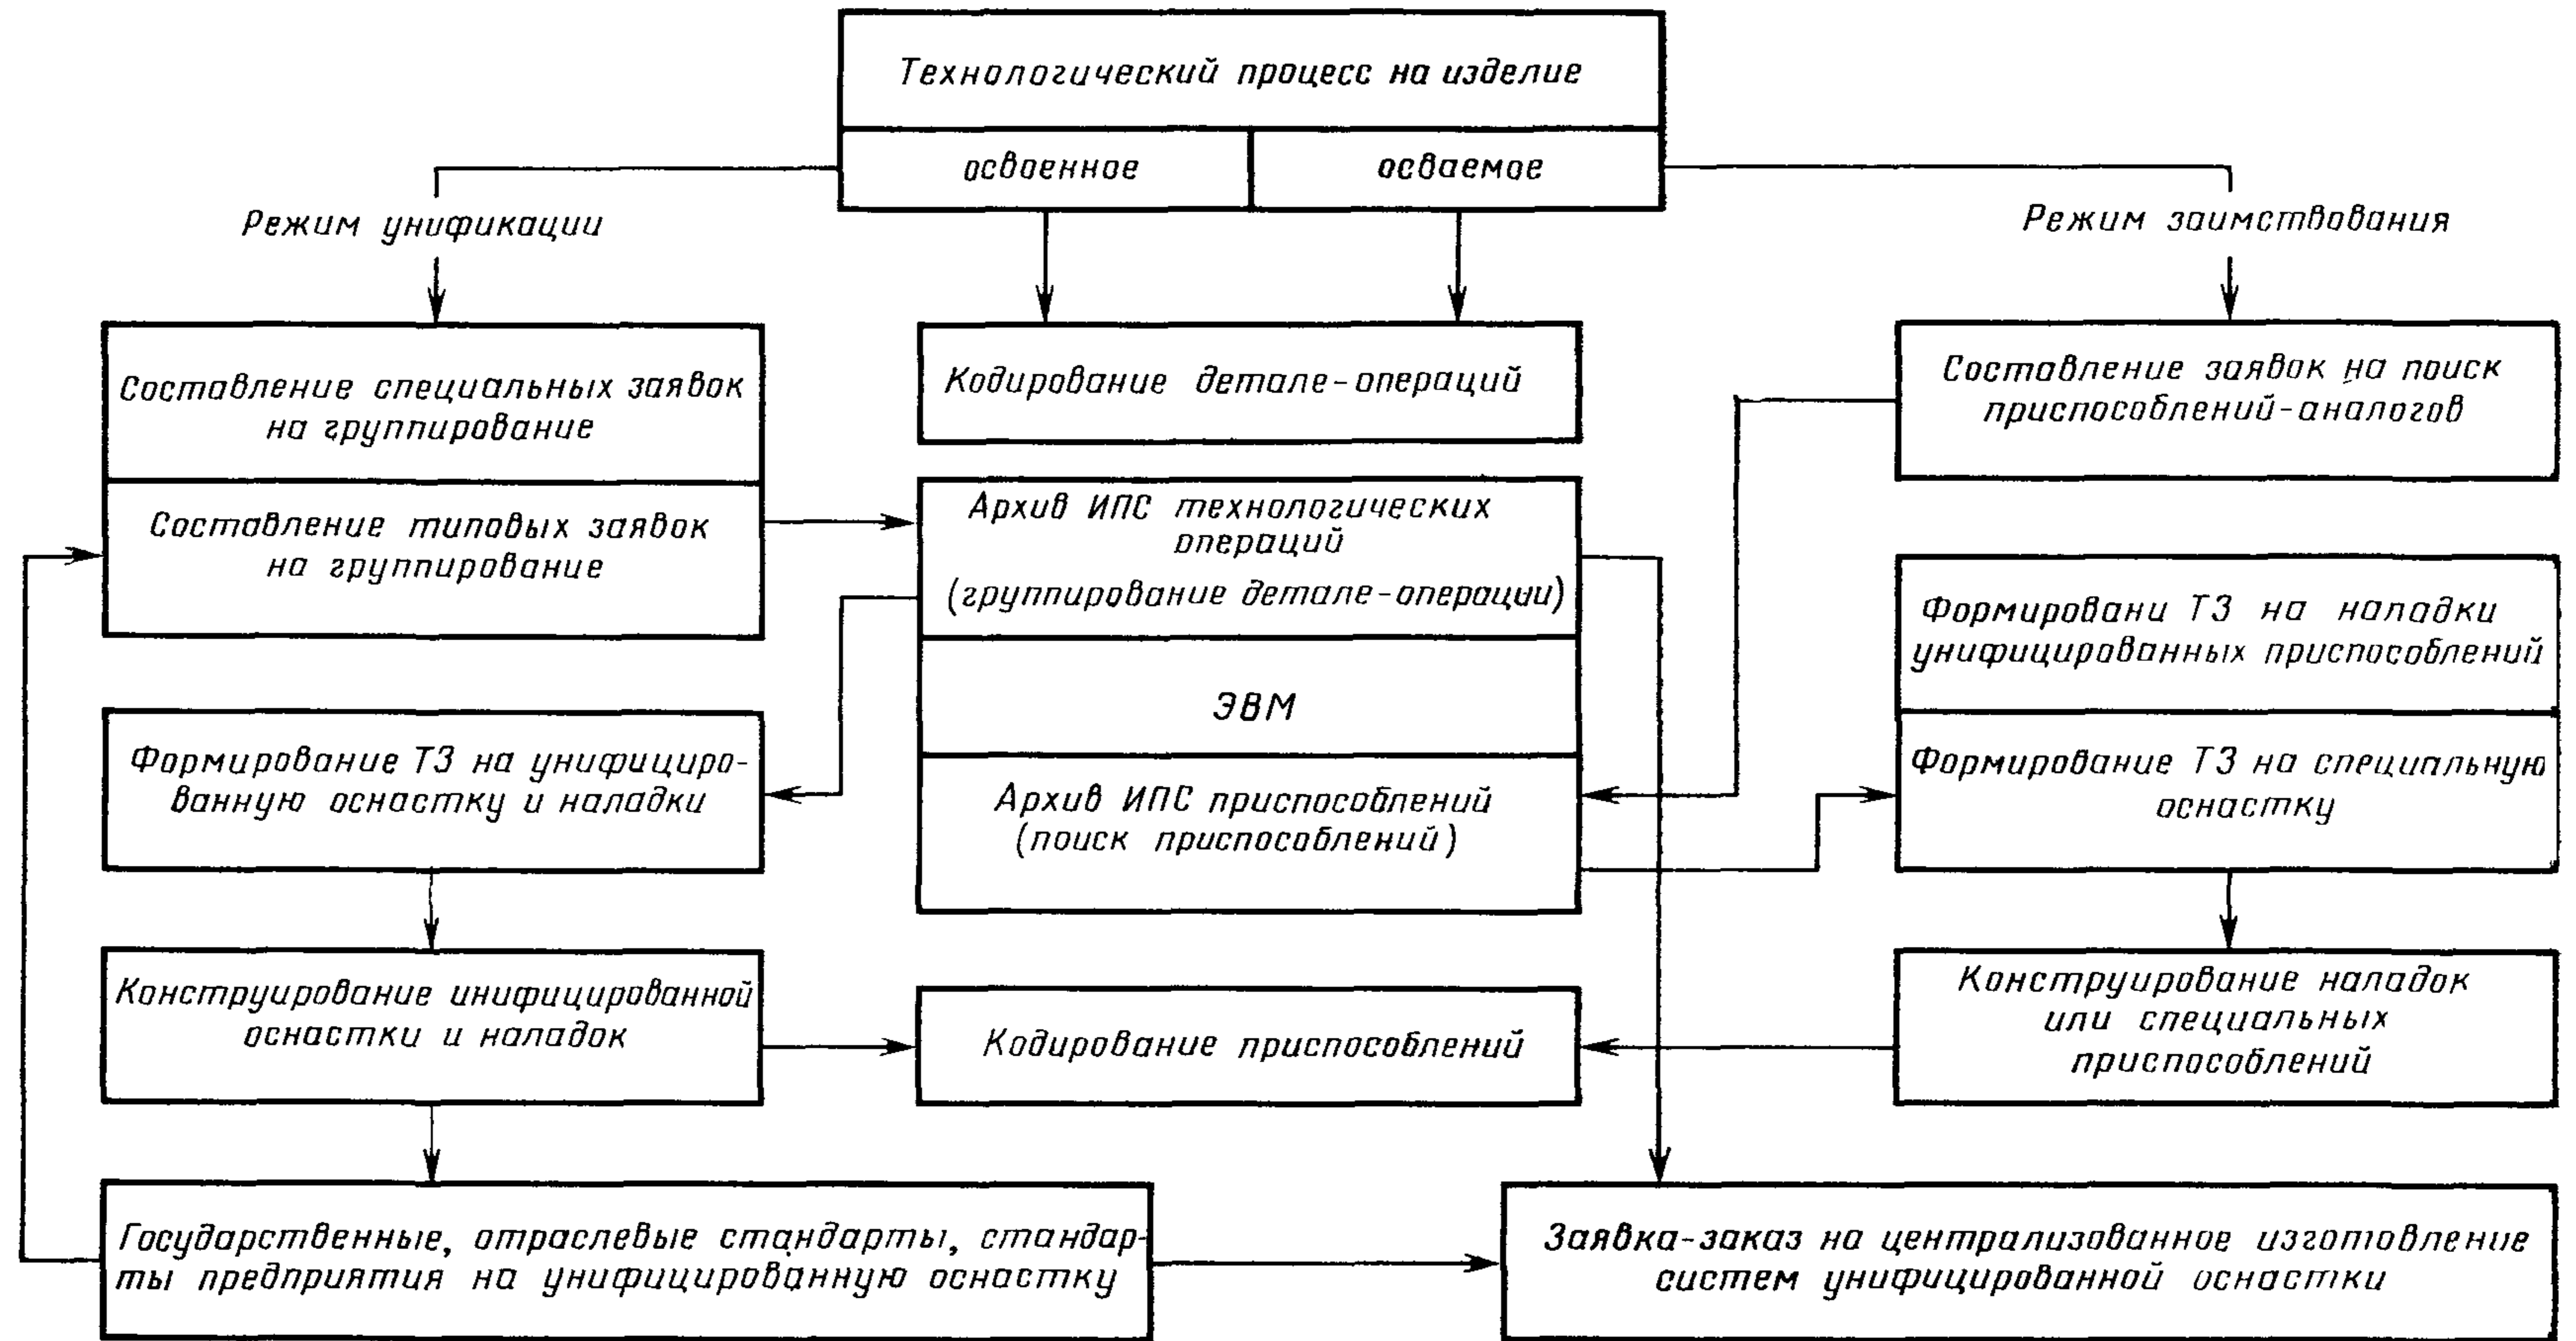 Технологический процесс на изделие
освоенное
осваемое
Режим унификации
Режим заимствования
Составление специальных заявок
на группирование
Составление типовых заявок
на группирование
Кодирование детале-операций
Составление заявок на поиск
приспособлений-аналогов
Архив ИПС технологических
операций
(группирование детале-операции)
ЭВМ
Архив ИПС приспособлений
(поиск приспособлений)
Формировани ТЗ на наладки
унифицированных приспособлений
Формирование ТЗ на специальную
оснастку
Формирование ТЗ на унифициро-
ванную оснастку и наладки
Конструирование инифицированной
оснастки и наладок
Кодирование приспособлений
Конструирование наладок
или специальных
приспособлений
Государственные, отраслевые стандарты, стандар-
ты предприятия на унифицированную оснастку
Заявка-заказ на централизованное изготовление
систем унифицированной оснастки